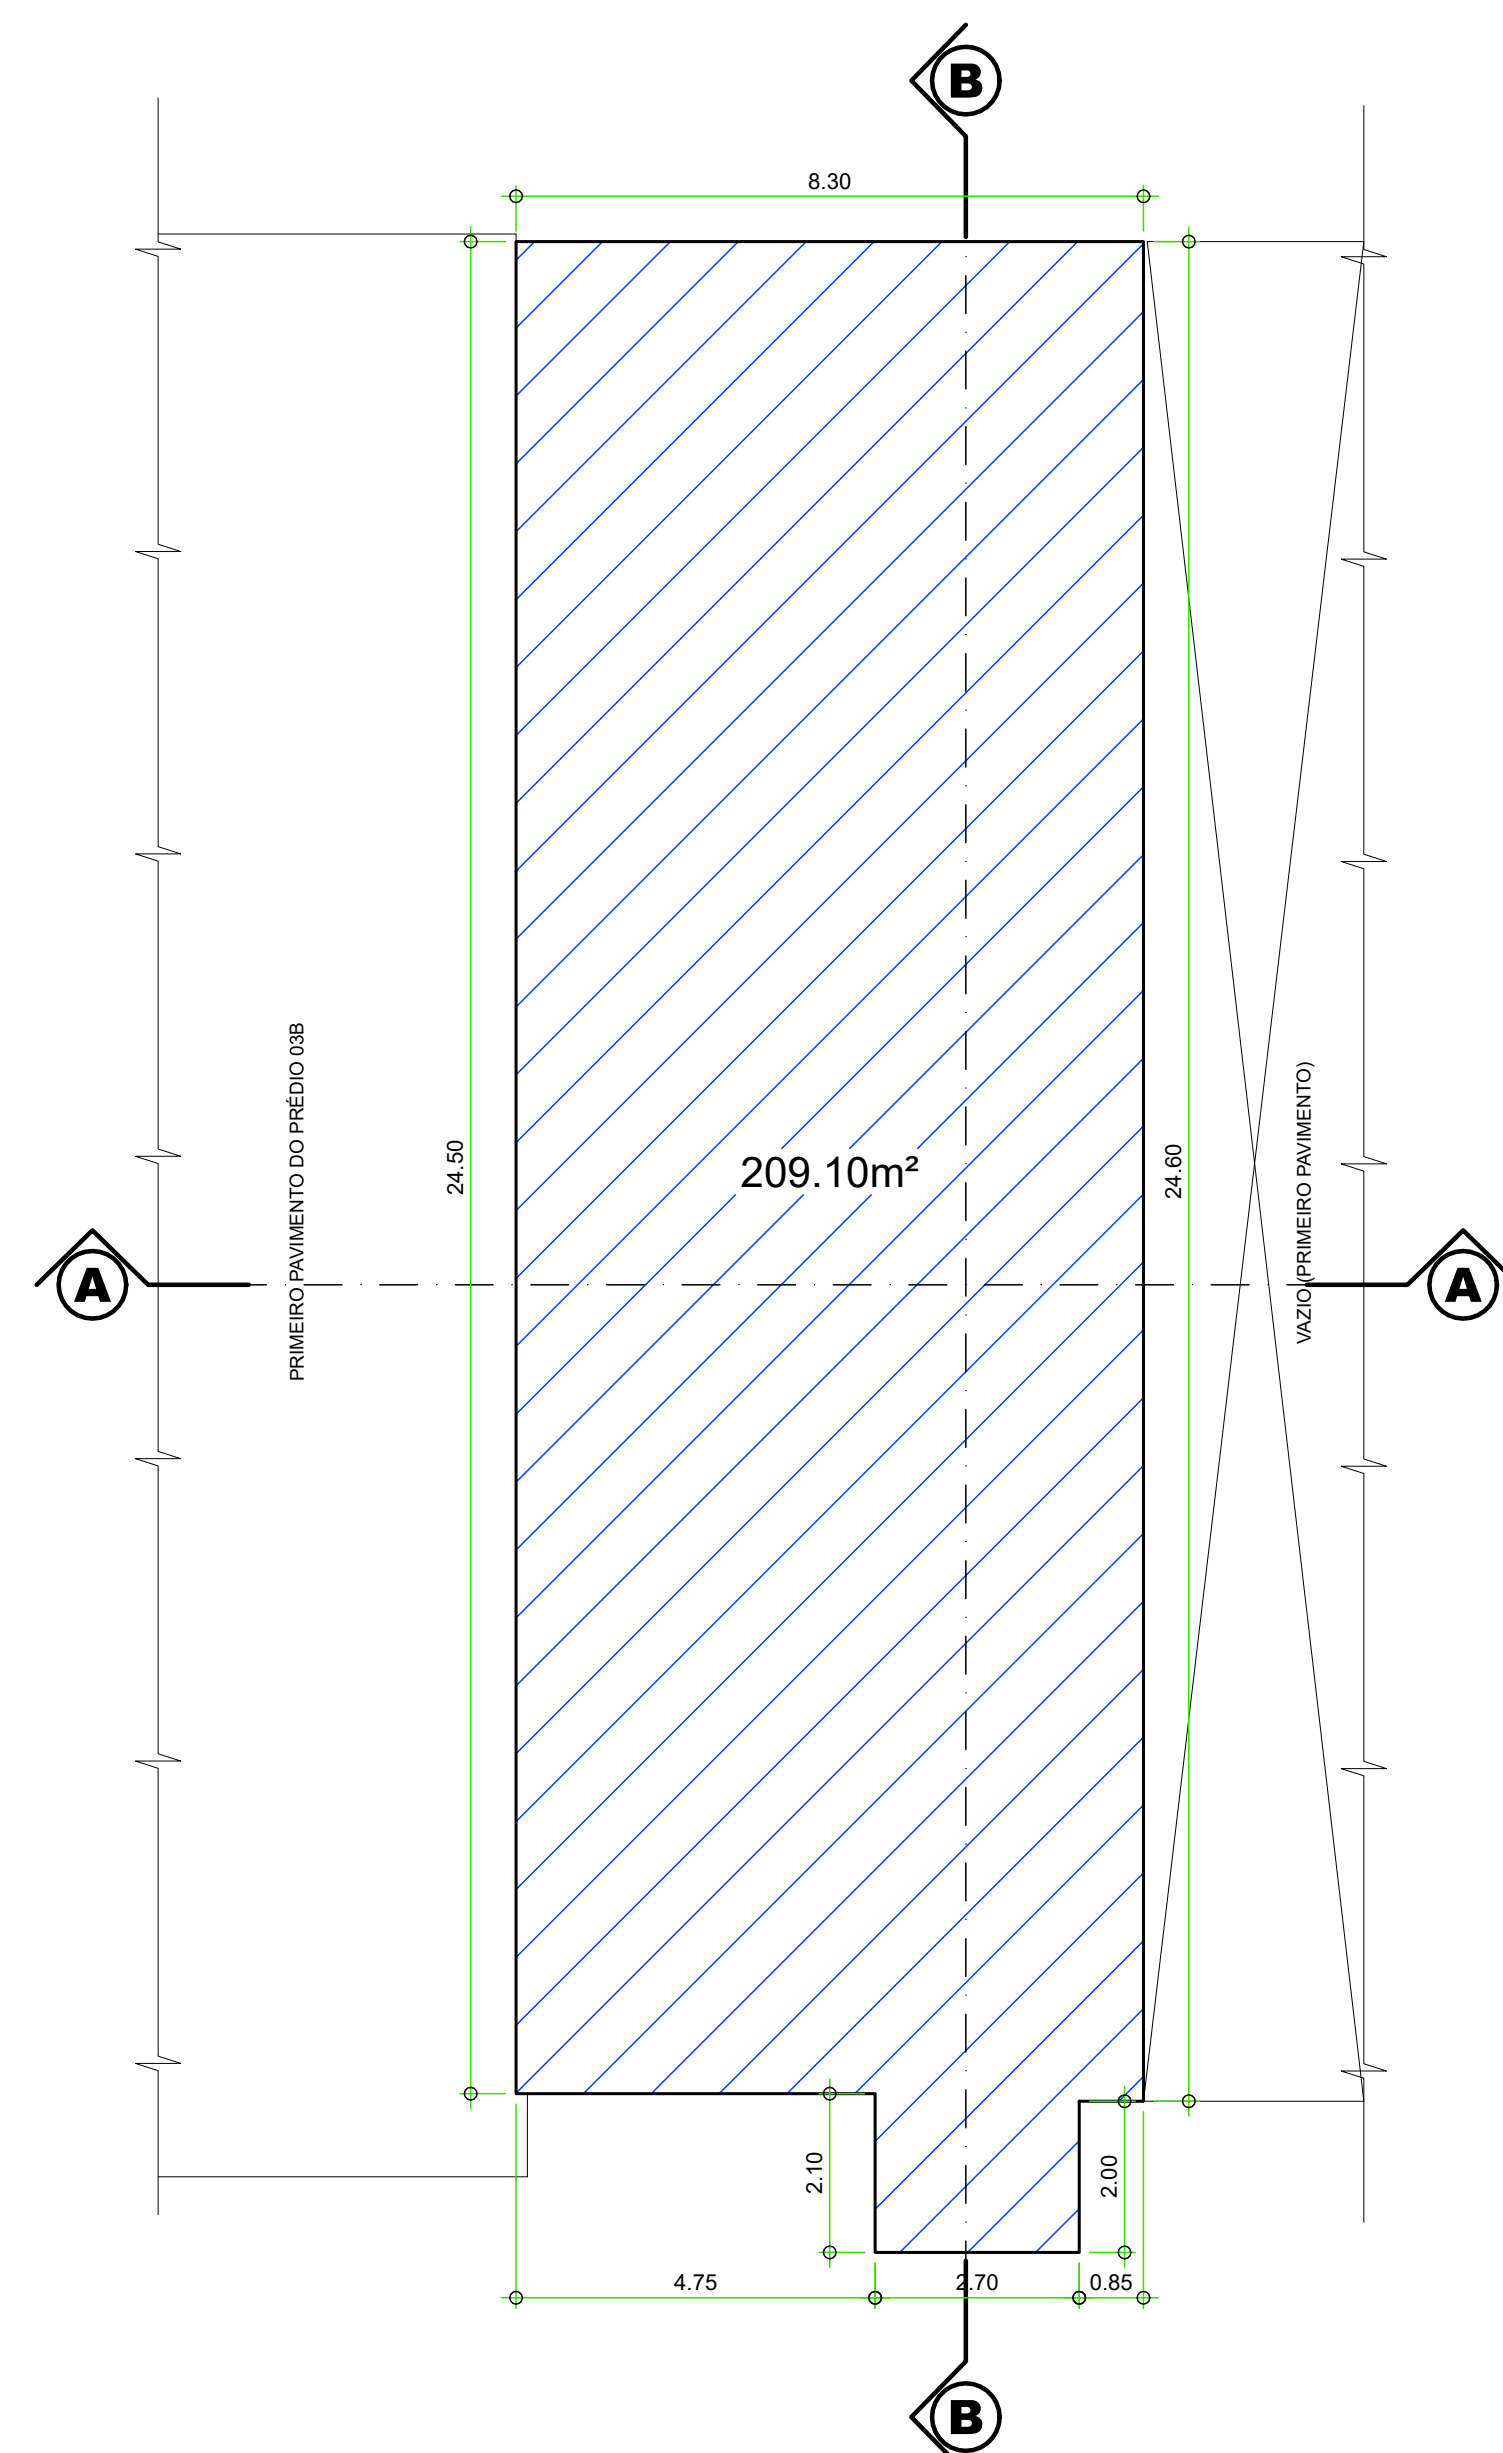 B
8.30
PRIMEIRO PAVIMENTO DO PRÉDIO 03B
24.50
209.10m²
24.60
VAZIO (PRIMEIRO PAVIMENTO)
A
A
2.10
2.00
4.75
2.70
0.85
B